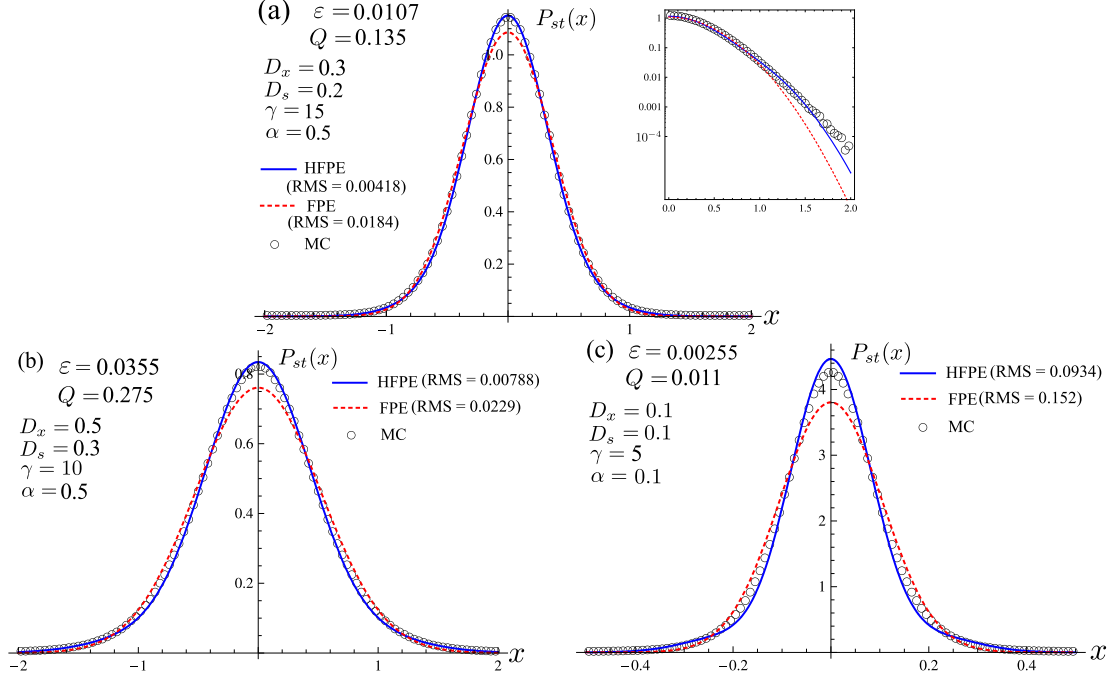 (a) ε = 0.0107 P_st(x)
Q = 0.135
D_x = 0.3
D_s = 0.2
γ = 15
α = 0.5
HFPE
(RMS = 0.00418)
FPE
(RMS = 0.0184)
MC
1.0
0.8
0.6
0.4
0.2
−2 −1 1 2 x
1
0.1
0.01
0.001
10⁻⁴
0.0 0.5 1.0 1.5 2.0
(b) ε = 0.0355 P_st(x)
Q = 0.275
D_x = 0.5
D_s = 0.3
γ = 10
α = 0.5
HFPE (RMS = 0.00788)
FPE (RMS = 0.0229)
MC
0.8
0.6
0.4
0.2
−2 −1 1 2 x
(c) ε = 0.00255 P_st(x)
Q = 0.011
D_x = 0.1
D_s = 0.1
γ = 5
α = 0.1
HFPE (RMS = 0.0934)
FPE (RMS = 0.152)
MC
4
3
2
1
−0.4 −0.2 0.2 0.4 x